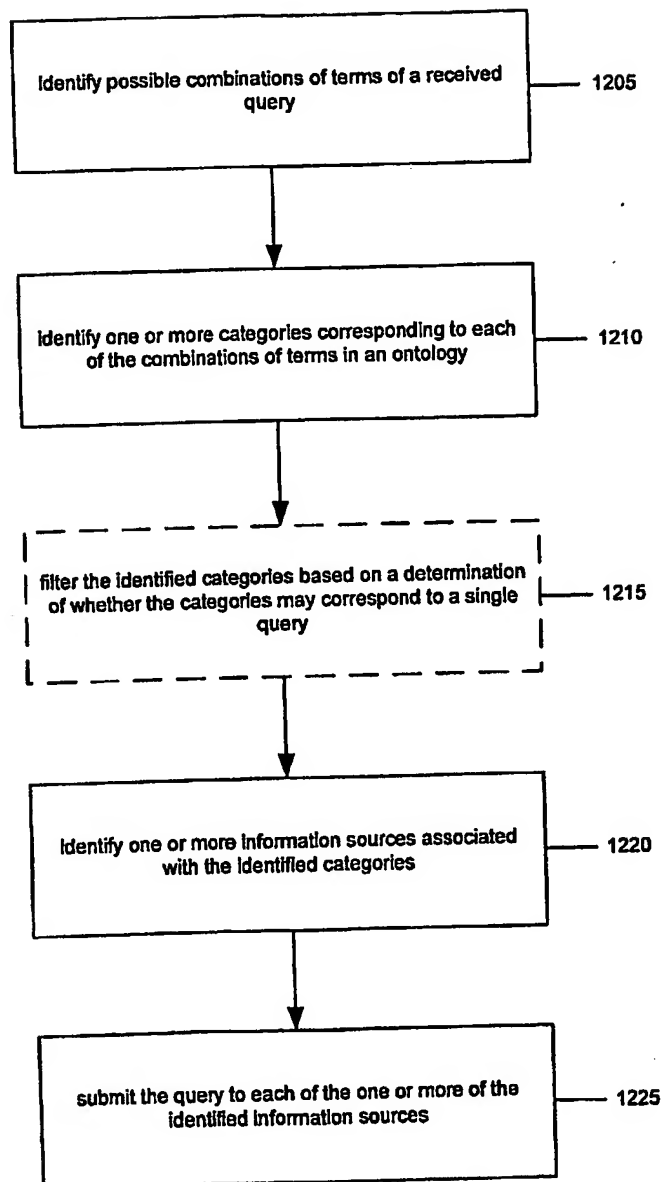 Identify possible combinations of terms of a received
query
1205
identify one or more categories corresponding to each
of the combinations of terms in an ontology
1210
filter the identified categories based on a determination
of whether the categories may correspond to a single
query
1215
Identify one or more information sources associated
with the identified categories
1220
submit the query to each of the one or more of the
identified information sources
1225